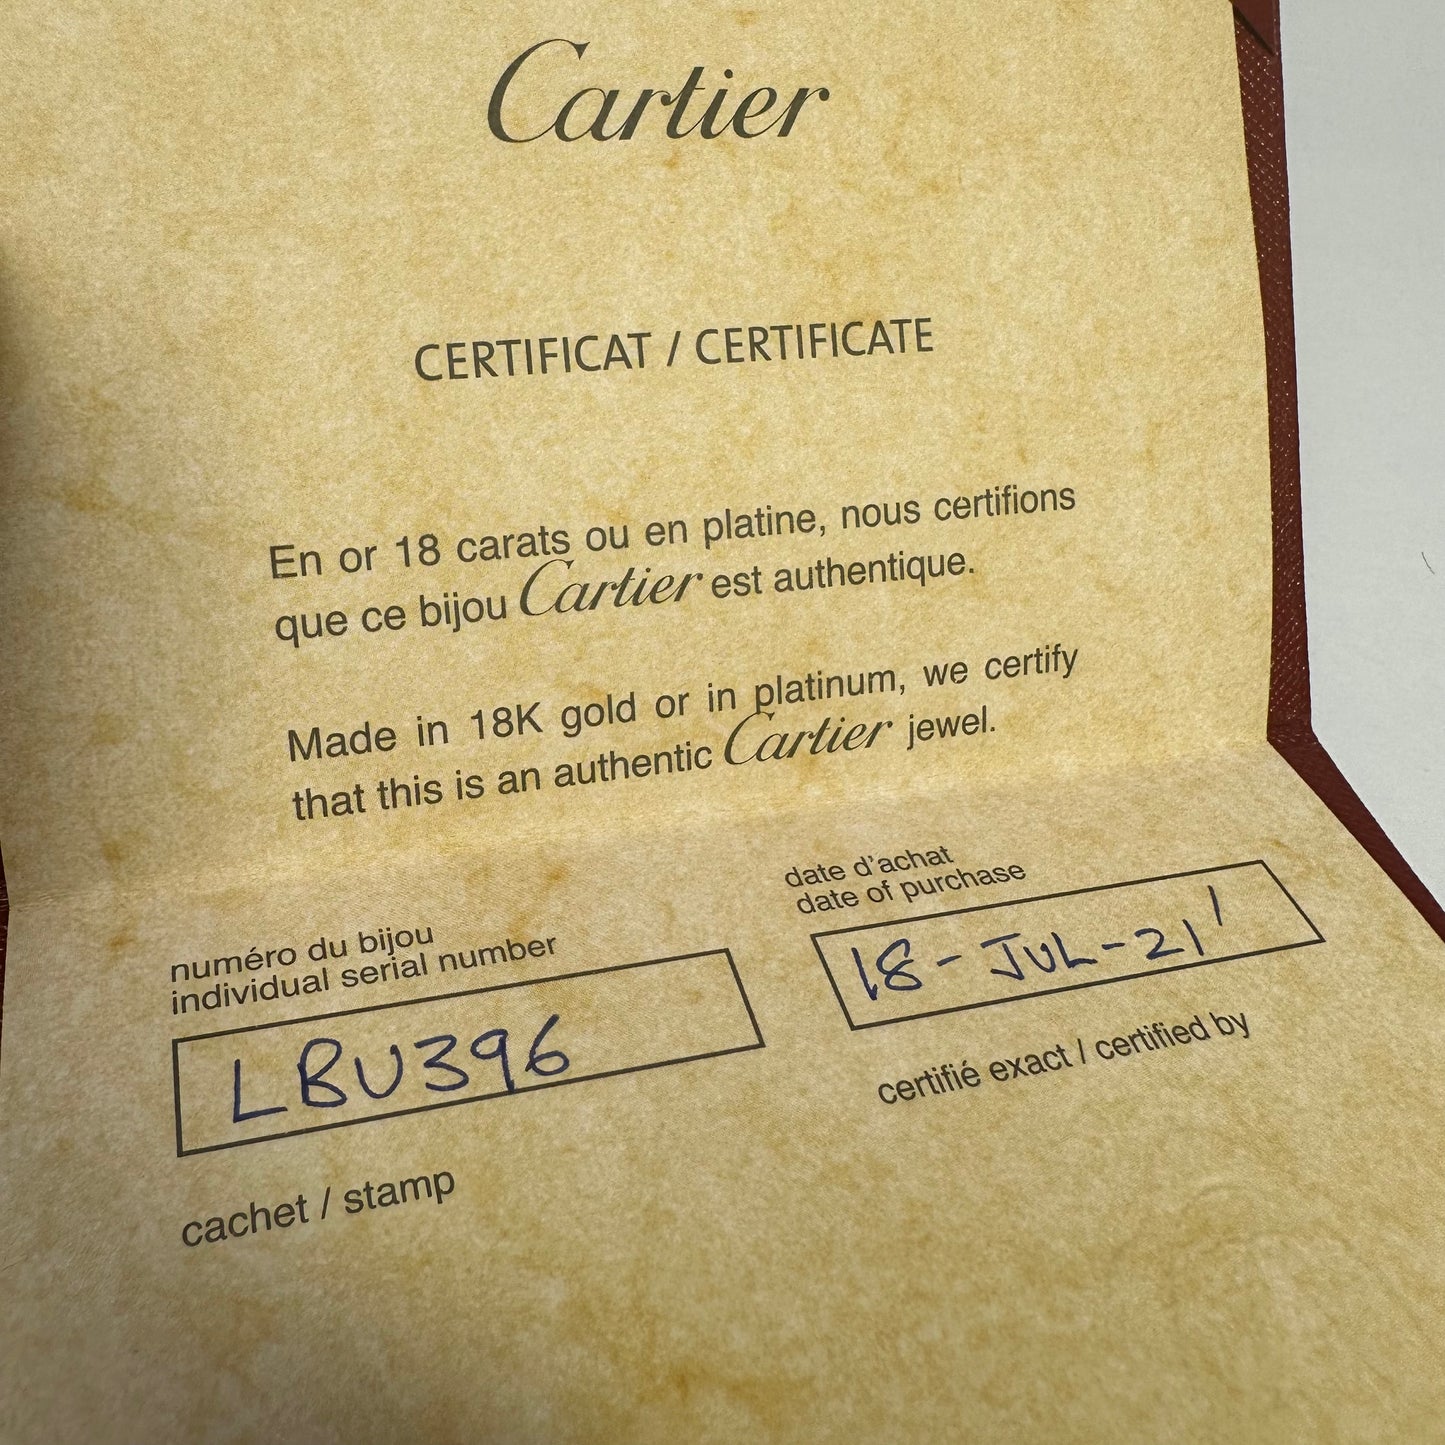 Cartier
CERTIFICAT / CERTIFICATE
En or 18 carats ou en platine, nous certifions
que ce bijou Cartier est authentique.
Made in 18K gold or in platinum, we certify
that this is an authentic Cartier jewel.
numéro du bijou
individual serial number
LBU396
cachet / stamp
date d'achat
date of purchase
18-JUL-21'
certifié exact / certified by